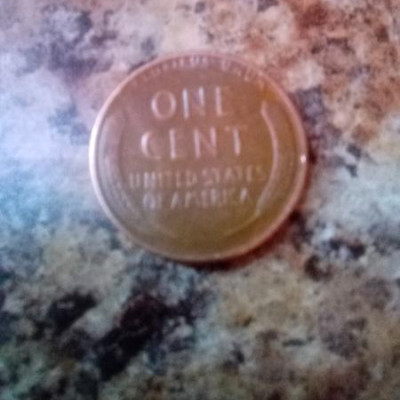 ONE
CENT
UNITED STATES
OF AMERICA